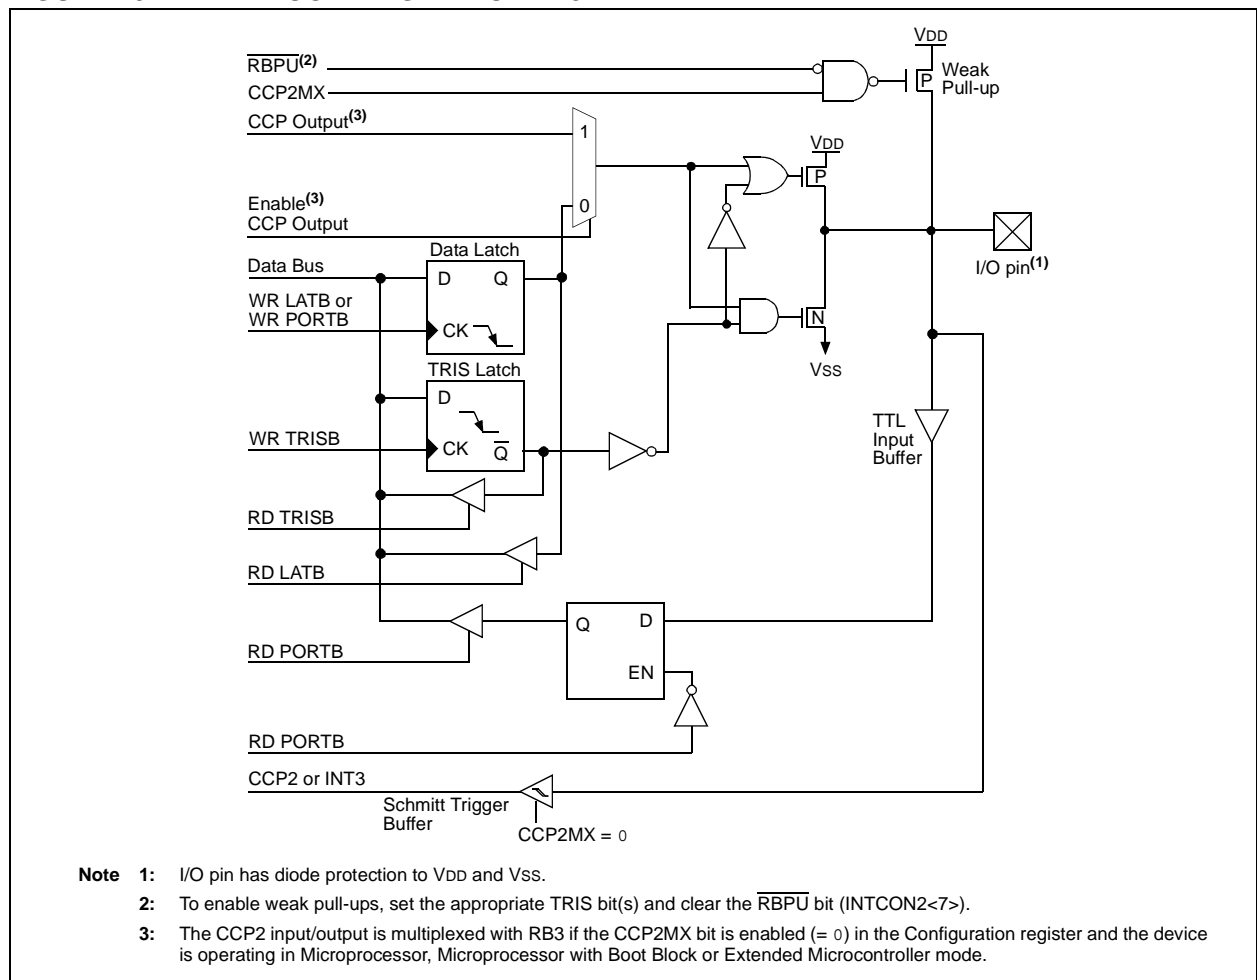 VDD
RBPU(2)
Weak
Pull-up
P
CCP2MX
CCP Output(3)
1
VDD
P
Enable(3)
CCP Output
0
I/O pin(1)
Data Latch
Data Bus
D Q
WR LATB or
WR PORTB
CK
N
VSS
TRIS Latch
D
TTL
Input
Buffer
WR TRISB
CK Q
RD TRISB
RD LATB
Q D
RD PORTB
EN
RD PORTB
CCP2 or INT3
Schmitt Trigger
Buffer
CCP2MX = 0
Note 1: I/O pin has diode protection to VDD and VSS.
2: To enable weak pull-ups, set the appropriate TRIS bit(s) and clear the RBPU bit (INTCON2<7>).
3: The CCP2 input/output is multiplexed with RB3 if the CCP2MX bit is enabled (= 0) in the Configuration register and the device
is operating in Microprocessor, Microprocessor with Boot Block or Extended Microcontroller mode.